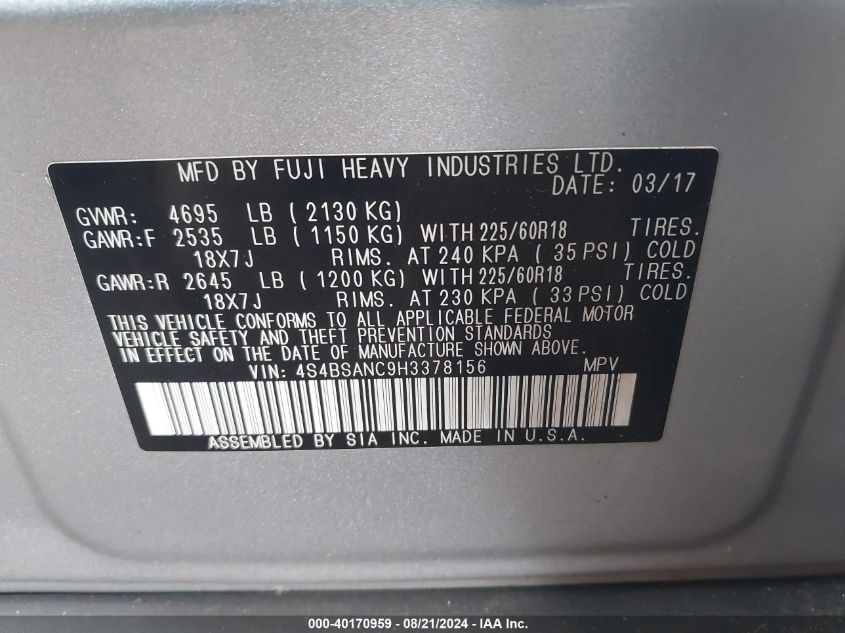 MFD BY FUJI HEAVY INDUSTRIES LTD.
DATE: 03/17
GVWR: 4695 LB ( 2130 KG)
GAWR:F 2535 LB ( 1150 KG) WITH 225/60R18 TIRES.
18X7J RIMS. AT 240 KPA ( 35 PSI) COLD
GAWR:R 2645 LB ( 1200 KG) WITH 225/60R18 TIRES.
18X7J RIMS. AT 230 KPA ( 33 PSI) COLD
THIS VEHICLE CONFORMS TO ALL APPLICABLE FEDERAL MOTOR
VEHICLE SAFETY AND THEFT PREVENTION STANDARDS
IN EFFECT ON THE DATE OF MANUFACTURE SHOWN ABOVE.
VIN: 4S4BSANC9H3378156 MPV
ASSEMBLED BY SIA INC. MADE IN U.S.A.
000-40170959 - 08/21/2024 - IAA Inc.